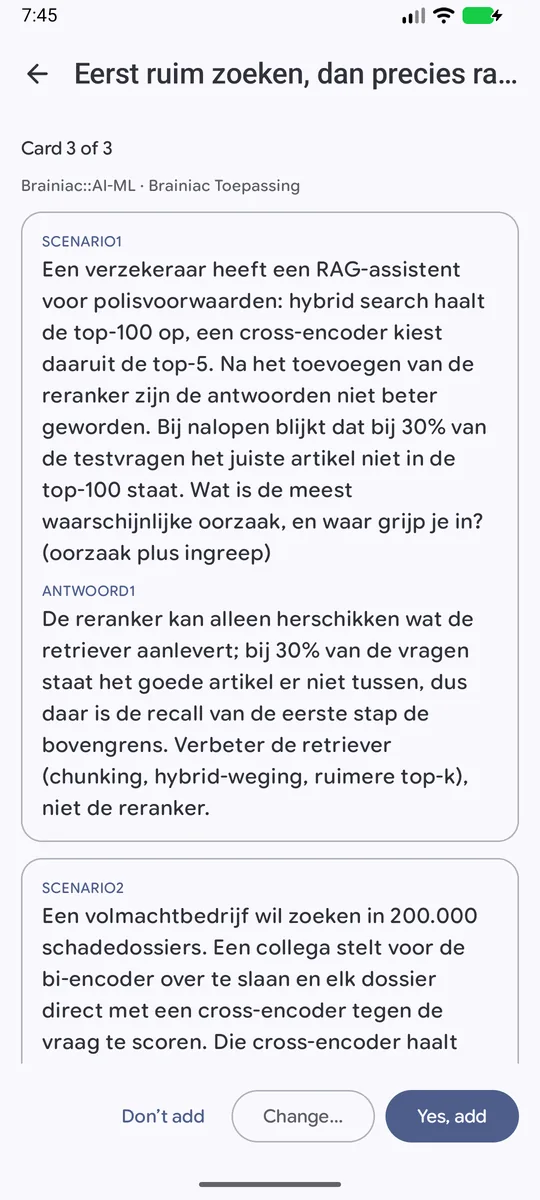 7:45
Eerst ruim zoeken, dan precies ra...
Card 3 of 3
Brainiac::AI-ML · Brainiac Toepassing
SCENARIO1
Een verzekeraar heeft een RAG-assistent
voor polisvoorwaarden: hybrid search haalt
de top-100 op, een cross-encoder kiest
daaruit de top-5. Na het toevoegen van de
reranker zijn de antwoorden niet beter
geworden. Bij nalopen blijkt dat bij 30% van
de testvragen het juiste artikel niet in de
top-100 staat. Wat is de meest
waarschijnlijke oorzaak, en waar grijp je in?
(oorzaak plus ingreep)
ANTWOORD1
De reranker kan alleen herschikken wat de
retriever aanlevert; bij 30% van de vragen
staat het goede artikel er niet tussen, dus
daar is de recall van de eerste stap de
bovengrens. Verbeter de retriever
(chunking, hybrid-weging, ruimere top-k),
niet de reranker.
SCENARIO2
Een volmachtbedrijf wil zoeken in 200.000
schadedossiers. Een collega stelt voor de
bi-encoder over te slaan en elk dossier
direct met een cross-encoder tegen de
vraag te scoren. Die cross-encoder haalt
Don't add
Change...
Yes, add